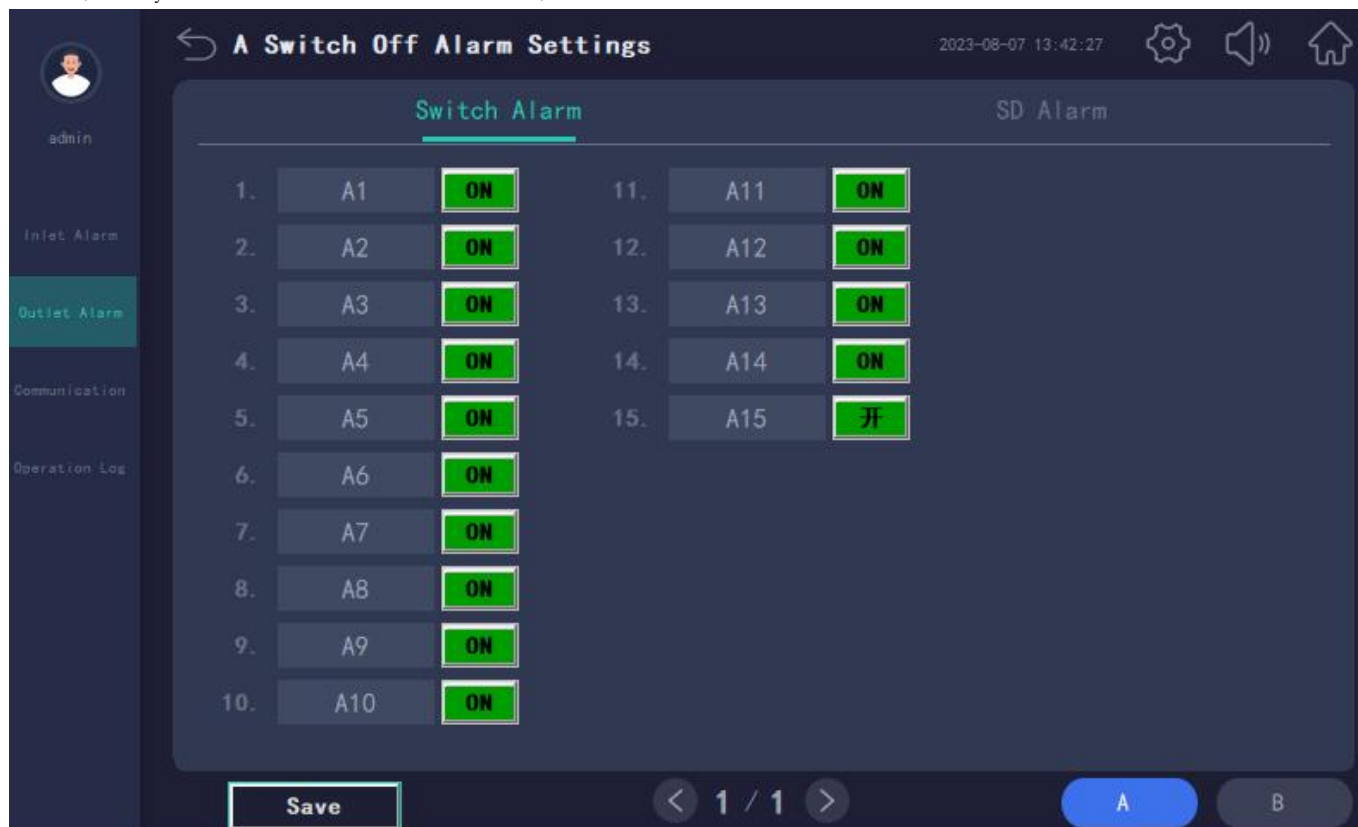 A Switch Off Alarm Settings
2023-08-07 13:42:27
admin
Inlet Alarm
Outlet Alarm
Communication
Operation Log
Switch Alarm
SD Alarm
1. A1 ON
2. A2 ON
3. A3 ON
4. A4 ON
5. A5 ON
6. A6 ON
7. A7 ON
8. A8 ON
9. A9 ON
10. A10 ON
11. A11 ON
12. A12 ON
13. A13 ON
14. A14 ON
15. A15 开
Save
1 / 1
A
B